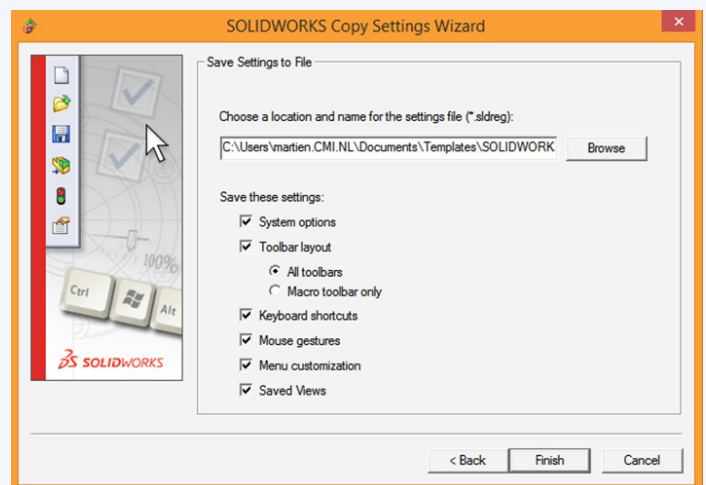 SOLIDWORKS Copy Settings Wizard
Save Settings to File
Choose a location and name for the settings file (*.sldreg):
C:\Users\martien.CMI.NL\Documents\Templates\SOLIDWORK
Browse
Save these settings:
System options
Toolbar layout
All toolbars
Macro toolbar only
Keyboard shortcuts
Mouse gestures
Menu customization
Saved Views
100%
Ctrl
Alt
SOLIDWORKS
< Back
Finish
Cancel